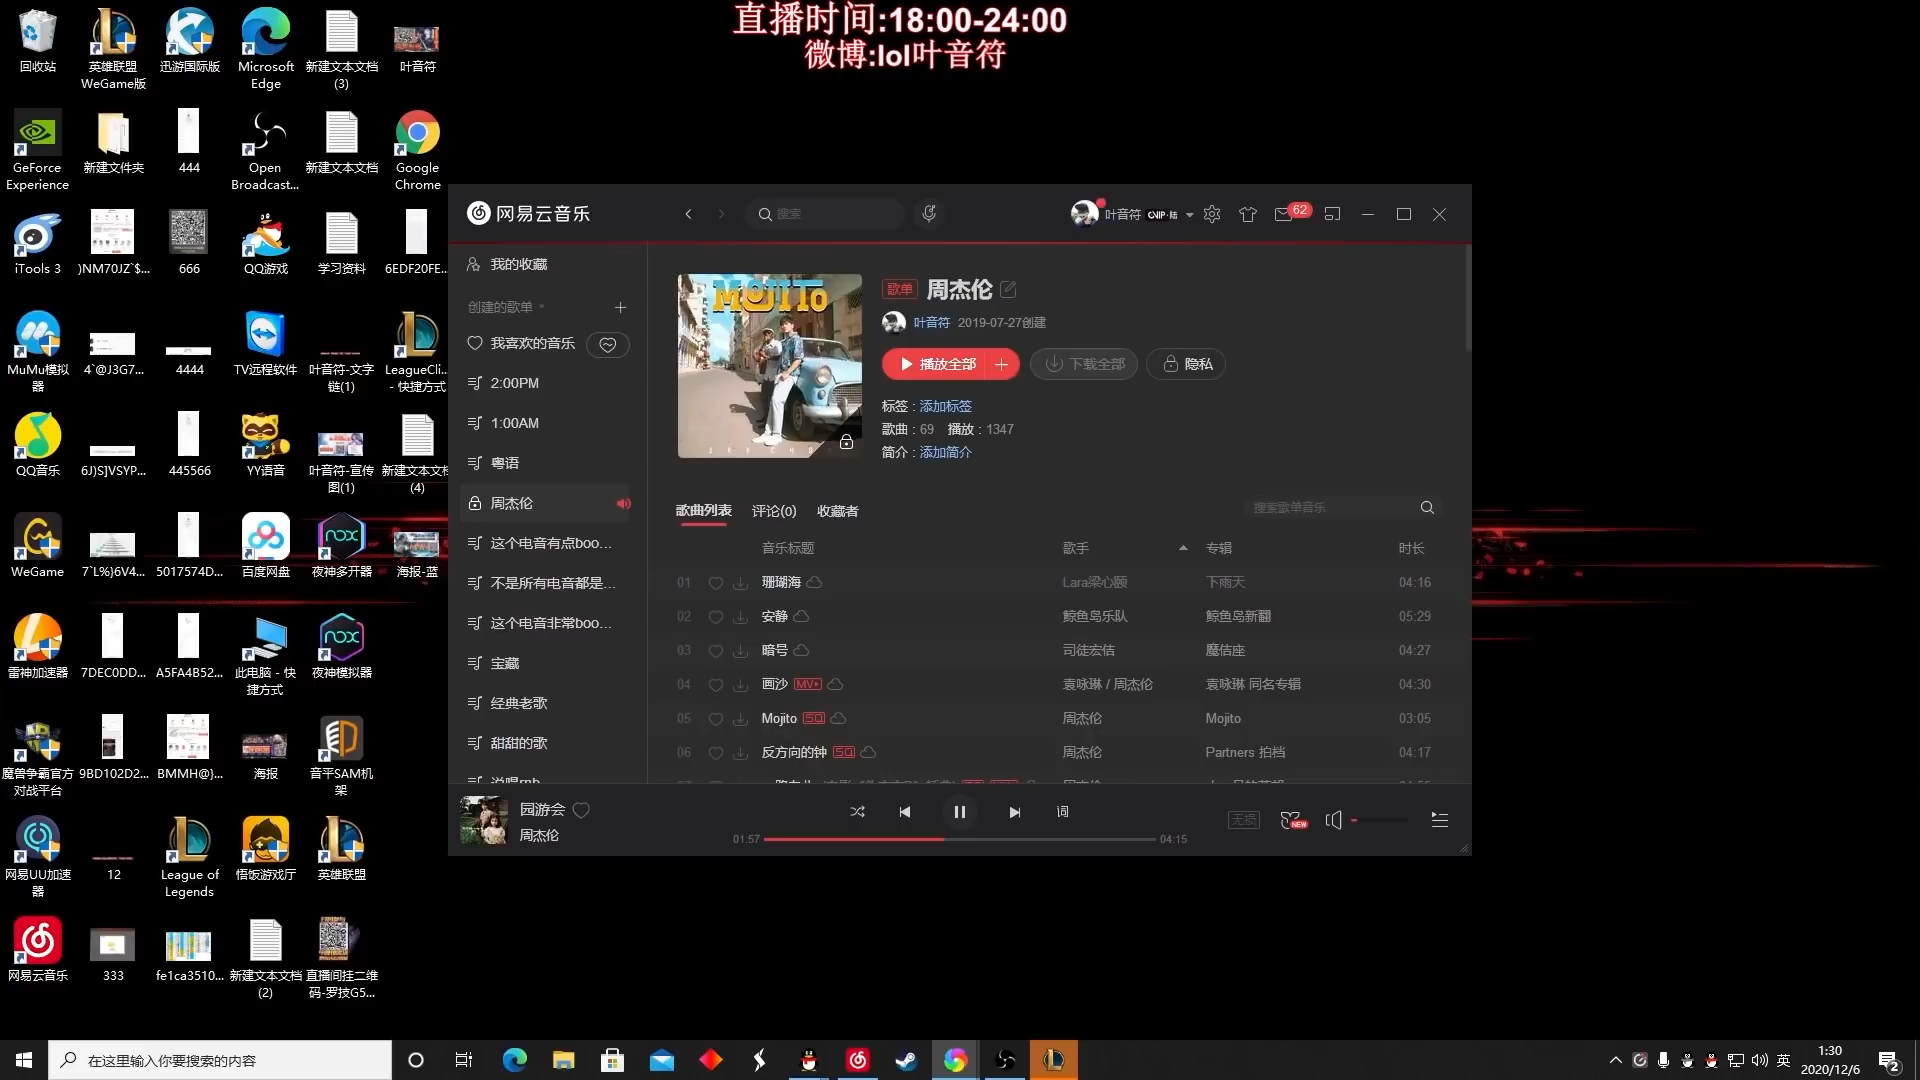 直播时间:18:00-24:00
微博:lol叶音符
回收站
英雄联盟
WeGame版
迅游国际版
Microsoft
Edge
新建文本文档
(3)
叶音符
GeForce
Experience
新建文件夹
444
Open
Broadcast...
新建文本文档
Google
Chrome
iTools 3
)NM70JZ`$...
666
QQ游戏
学习资料
6EDF20FE...
MuMu模拟
器
4`@J3G7...
4444
TV远程软件
叶音符-文字
链(1)
LeagueCli...
- 快捷方式
QQ音乐
6J)S]VSYP...
445566
YY语音
叶音符-宣传
图(1)
新建文本文档
(4)
WeGame
7`L%}6V4...
5017574D...
百度网盘
夜神多开器
海报-蓝
雷神加速器
7DEC0DD...
A5FA4B52...
此电脑 - 快
捷方式
夜神模拟器
魔兽争霸官方
对战平台
9BD102D2...
BMMH@}...
海报
音平SAM机
架
网易UU加速
器
12
League of
Legends
悟饭游戏厅
英雄联盟
网易云音乐
333
fe1ca3510...
新建文本文档
(2)
直播间挂二维
码-罗技G5...
网易云音乐
搜索
叶音符
62
我的收藏
创建的歌单
我喜欢的音乐
2:00PM
1:00AM
粤语
周杰伦
这个电音有点boo...
不是所有电音都是...
这个电音非常boo...
宝藏
经典老歌
甜甜的歌
MOJITO
歌单 周杰伦
叶音符 2019-07-27创建
播放全部 下载全部 隐私
标签：添加标签
歌曲：69 播放：1347
简介：添加简介
歌曲列表 评论(0) 收藏者
搜索歌单音乐
音乐标题 歌手 专辑 时长
01 珊瑚海 Lara梁心颐 下雨天 04:16
02 安静 鲸鱼岛乐队 鲸鱼岛新翻 05:29
03 暗号 司徒宏佶 魔佶座 04:27
04 画沙 MV 袁咏琳 / 周杰伦 袁咏琳 同名专辑 04:30
05 Mojito SQ 周杰伦 Mojito 03:05
06 反方向的钟 SQ 周杰伦 Partners 拍档 04:17
园游会
周杰伦
词
01:57
04:15
无损
NEW
在这里输入你要搜索的内容
英
1:30
2020/12/6
2